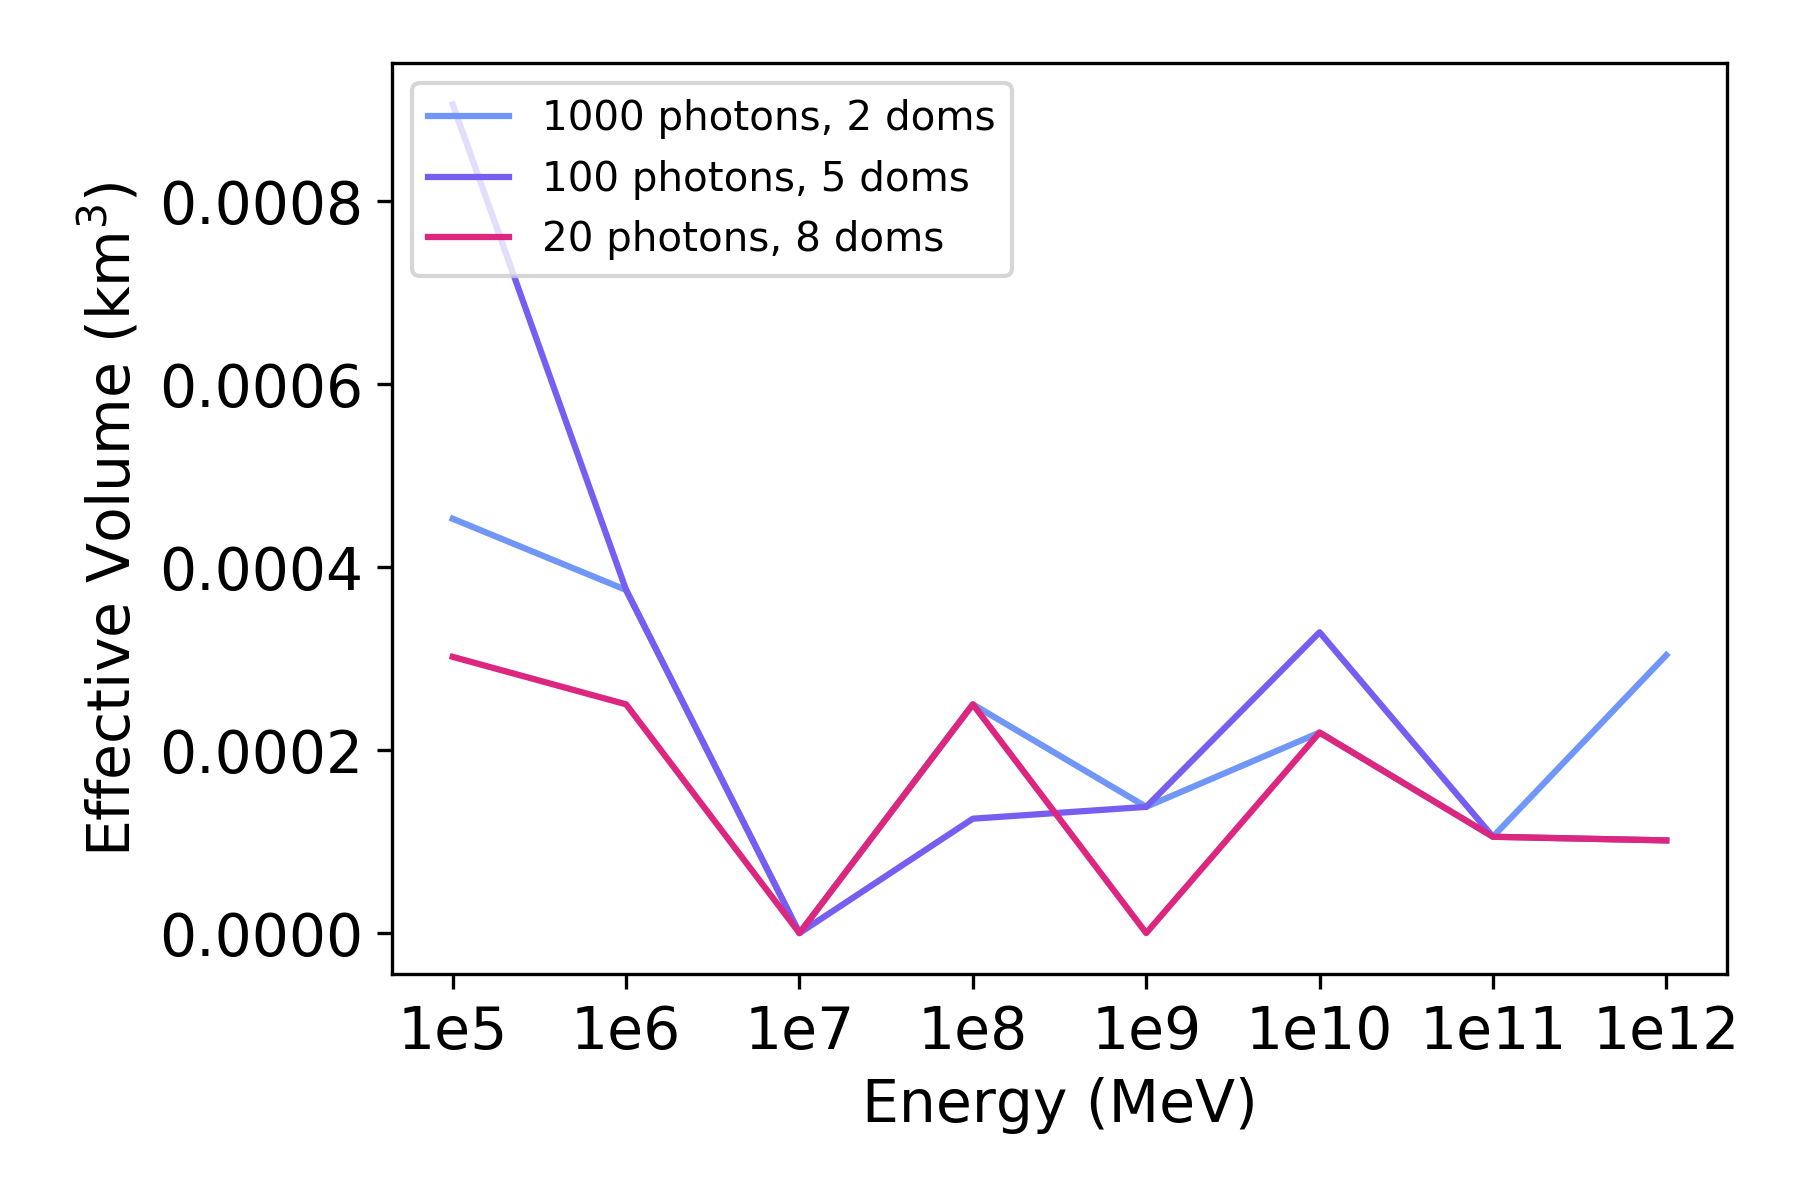 1000 photons, 2 doms
100 photons, 5 doms
20 photons, 8 doms
Effective Volume (km³)
0.0008
0.0006
0.0004
0.0002
0.0000
1e5 1e6 1e7 1e8 1e9 1e10 1e11 1e12
Energy (MeV)